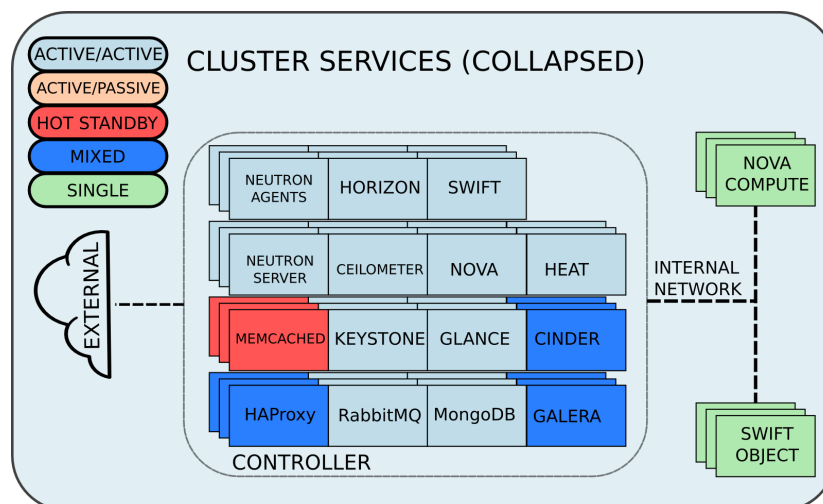 ACTIVE/ACTIVE
ACTIVE/PASSIVE
HOT STANDBY
MIXED
SINGLE
CLUSTER SERVICES (COLLAPSED)
EXTERNAL
NEUTRON
AGENTS
HORIZON
SWIFT
NEUTRON
SERVER
CEILOMETER
NOVA
HEAT
MEMCACHED
KEYSTONE
GLANCE
CINDER
HAProxy
RabbitMQ
MongoDB
GALERA
CONTROLLER
INTERNAL
NETWORK
NOVA
COMPUTE
SWIFT
OBJECT